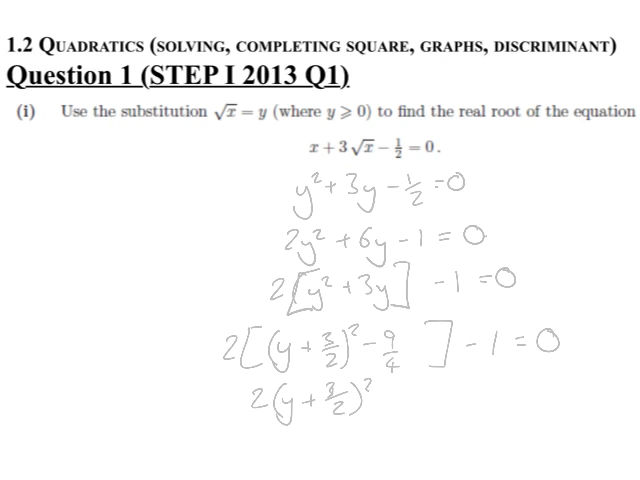 1.2 QUADRATICS (SOLVING, COMPLETING SQUARE, GRAPHS, DISCRIMINANT)
Question 1 (STEP I 2013 Q1)
(i) Use the substitution √x = y (where y ⩾ 0) to find the real root of the equation
x + 3√x − 1/2 = 0.
y² + 3y − 1/2 = 0
2y² + 6y − 1 = 0
2[y² + 3y] − 1 = 0
2[(y + 3/2)² − 9/4 ] − 1 = 0
2(y + 3/2)²